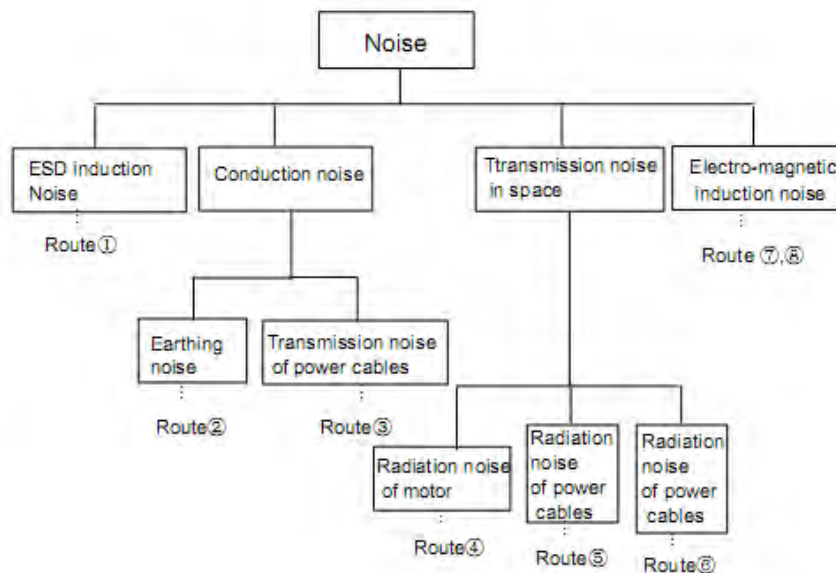 Noise
ESD induction
Noise
Conduction noise
Ttransmission noise
in space
Electro-magnetic
induction noise
Route①
Route ⑦,⑧
Earthing
noise
Transmission noise
of power cables
Route②
Route③
Radiation noise
of motor
Radiation
noise
of power
cables
Radiation
noise
of power
cables
Route④
Route⑤
Route⑥